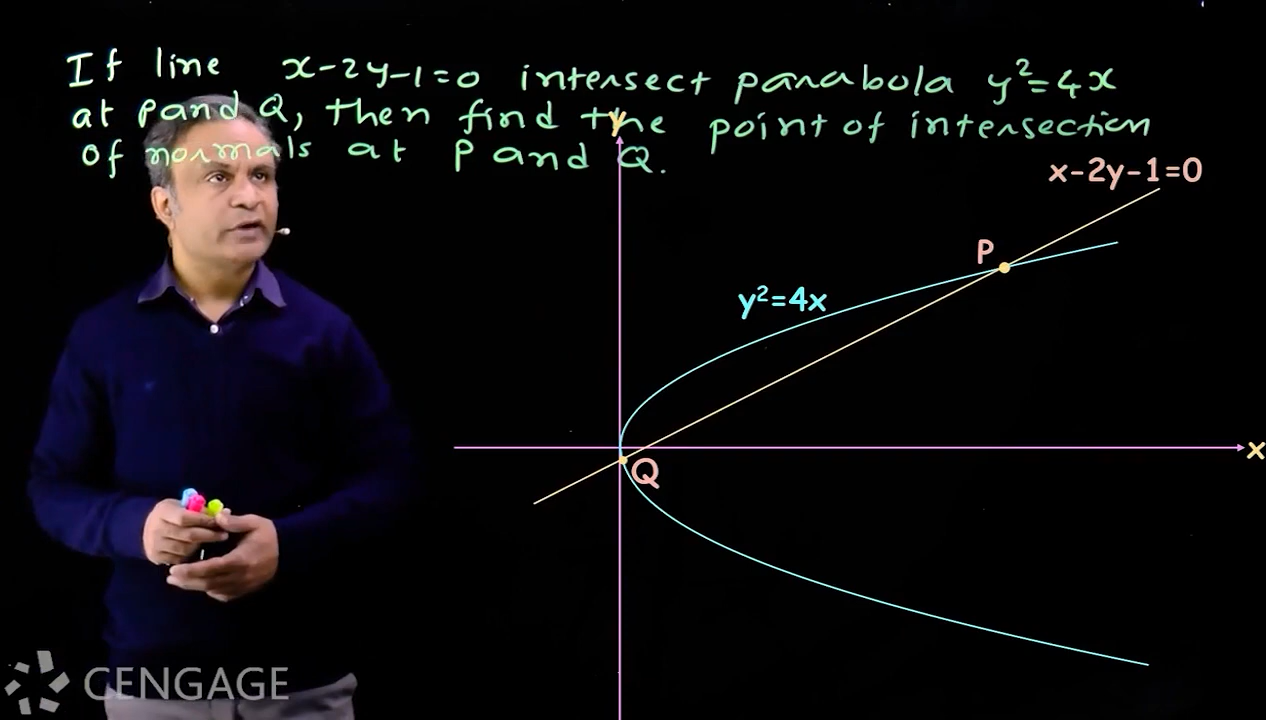 If line x-2y-1=0 intersect parabola y²=4x
at P and Q, then find the point of intersection
of normals at P and Q.
y
x-2y-1=0
P
y²=4x
x
Q
CENGAGE